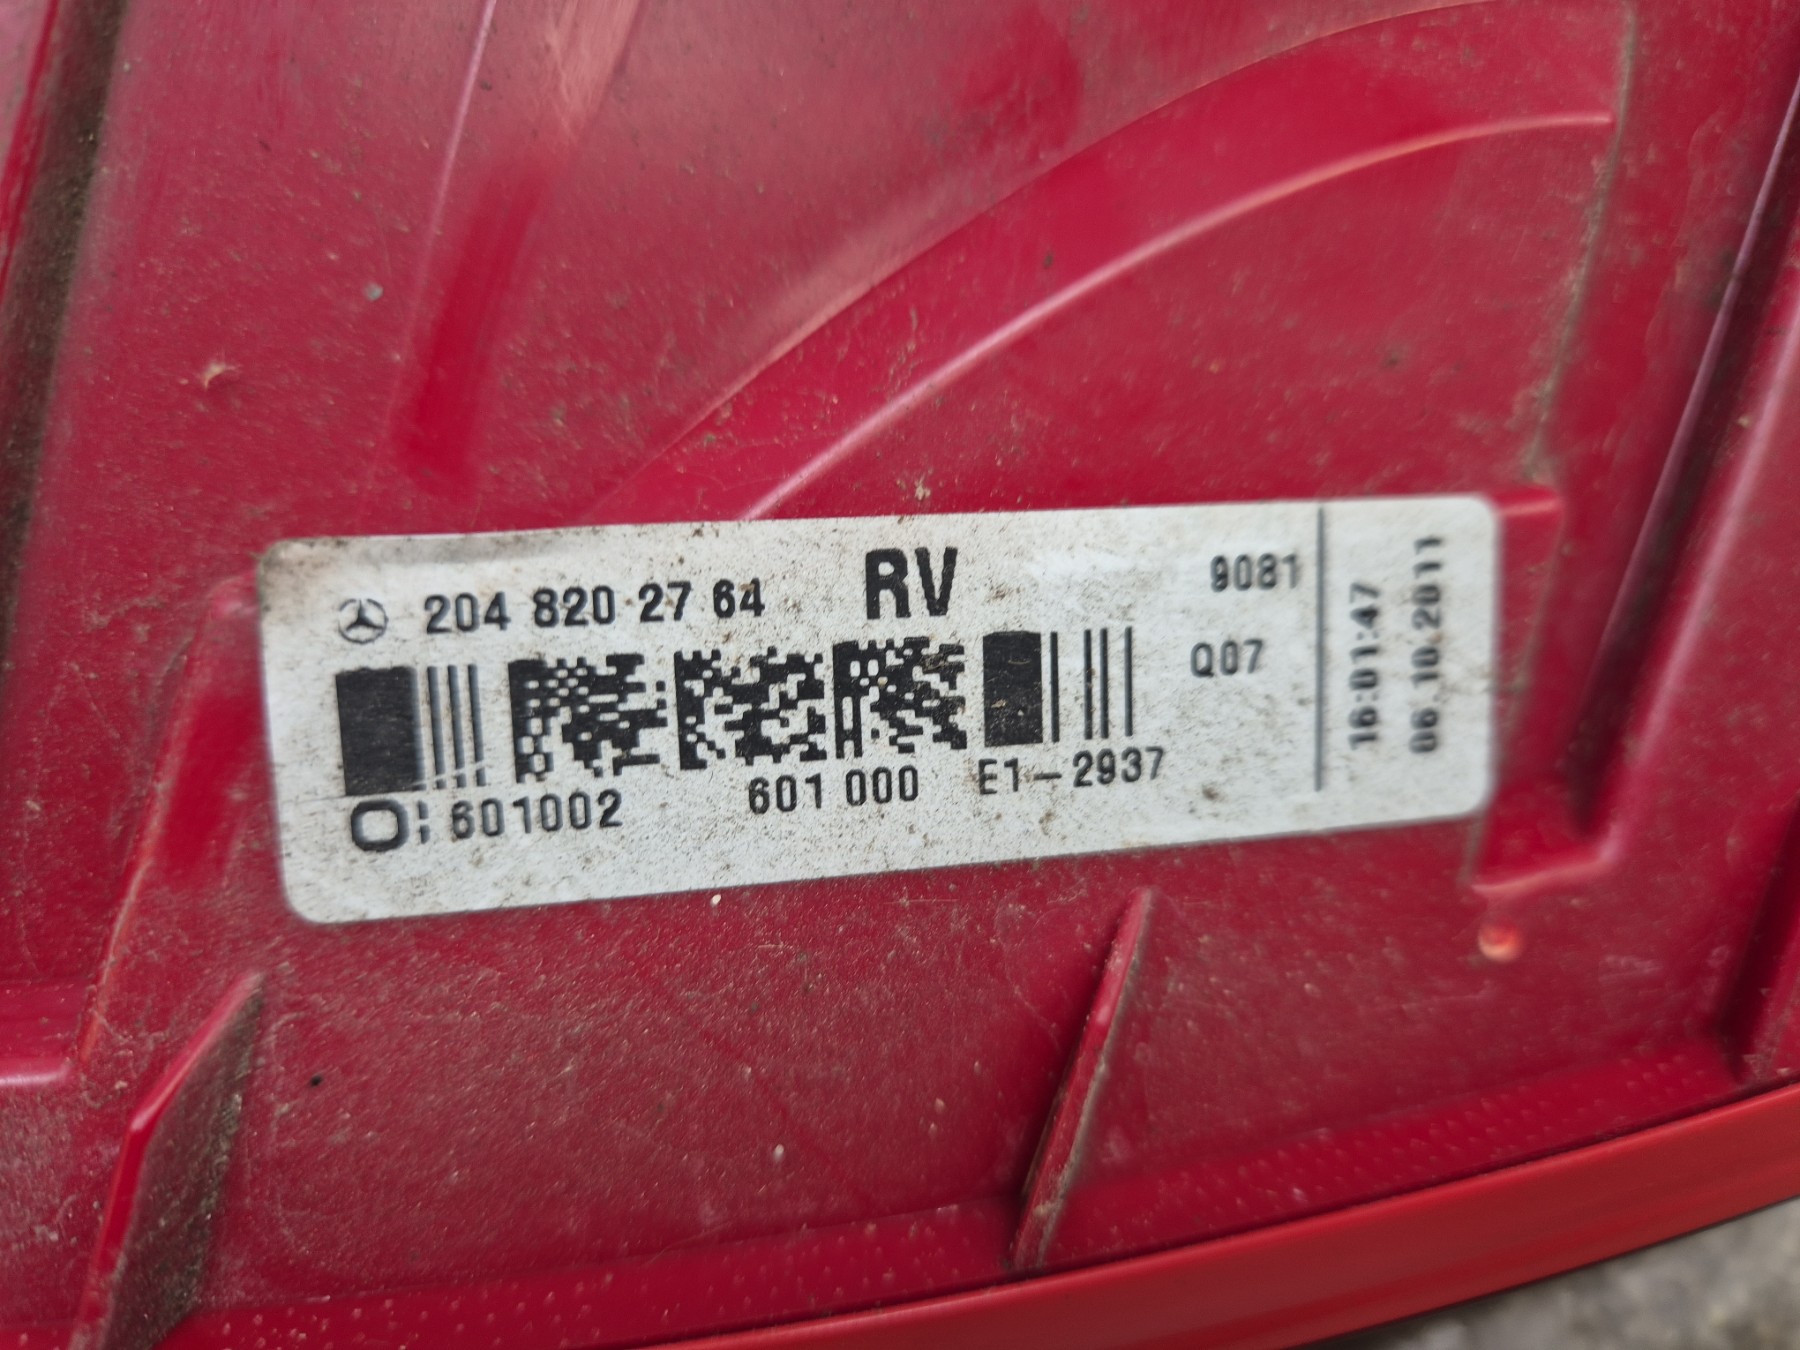 204 820 27 64 RV 9081
Q07
O: 601002 601 000 E1-2937
16:01:47
06.10.2011